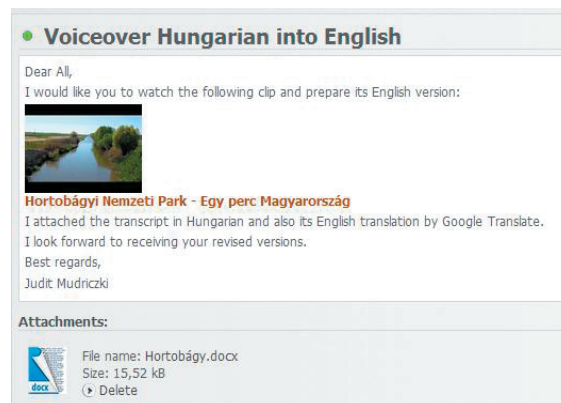 Voiceover Hungarian into English
Dear All,
I would like you to watch the following clip and prepare its English version:
Hortobágyi Nemzeti Park - Egy perc Magyarország
I attached the transcript in Hungarian and also its English translation by Google Translate.
I look forward to receiving your revised versions.
Best regards,
Judit Mudriczki
Attachments:
docx
File name: Hortobágy.docx
Size: 15,52 kB
Delete